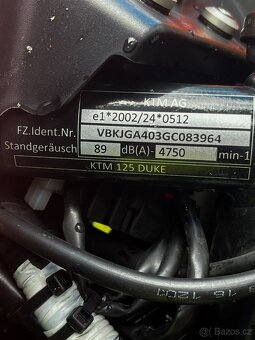 KTM AG
e1*2002/24*0512
FZ.Ident.Nr. VBKJGA403GC083964
Standgeräusch 89 dB(A)- 4750 min-1
KTM 125 DUKE
Bazoš.cz